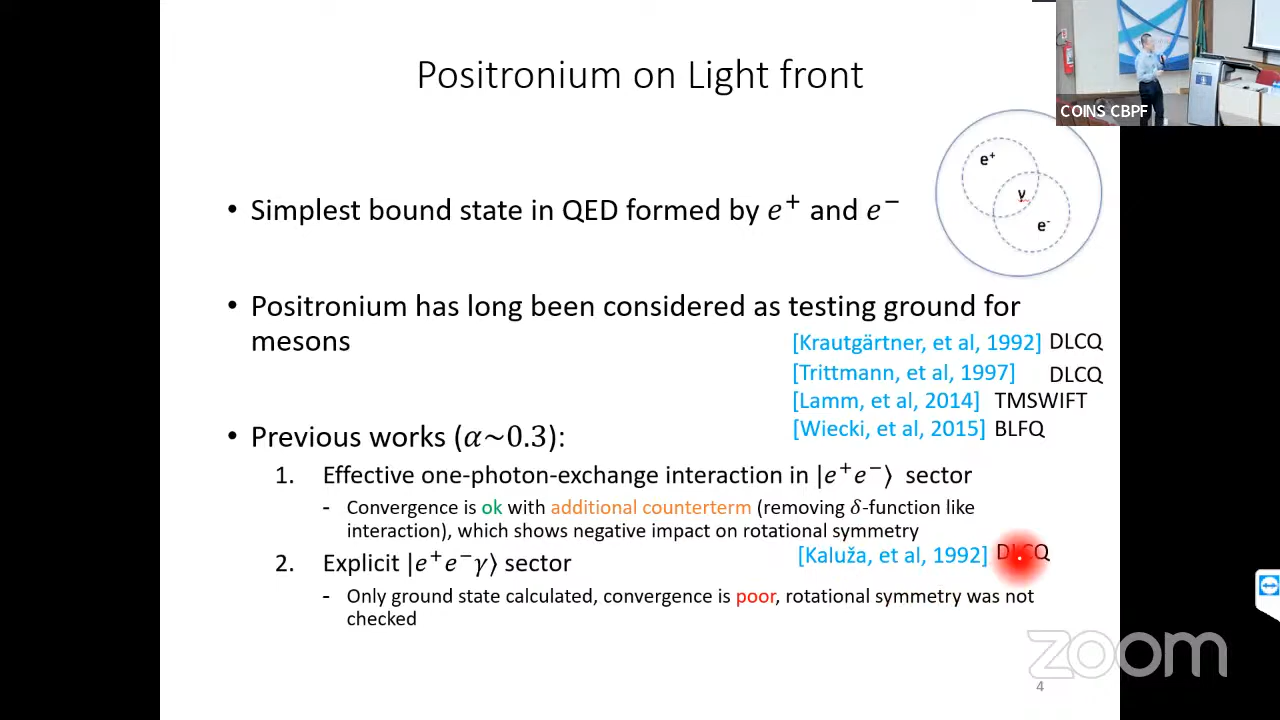 Positronium on Light front
COINS CBPF
e⁺
γ
e⁻
• Simplest bound state in QED formed by e⁺ and e⁻
• Positronium has long been considered as testing ground for
mesons
[Krautgärtner, et al, 1992] DLCQ
[Trittmann, et al, 1997] DLCQ
[Lamm, et al, 2014] TMSWIFT
[Wiecki, et al, 2015] BLFQ
• Previous works (α~0.3):
1. Effective one-photon-exchange interaction in |e⁺e⁻⟩ sector
- Convergence is ok with additional counterterm (removing δ-function like
interaction), which shows negative impact on rotational symmetry
[Kaluža, et al, 1992] DLCQ
2. Explicit |e⁺e⁻γ⟩ sector
- Only ground state calculated, convergence is poor, rotational symmetry was not
checked
zoom
4